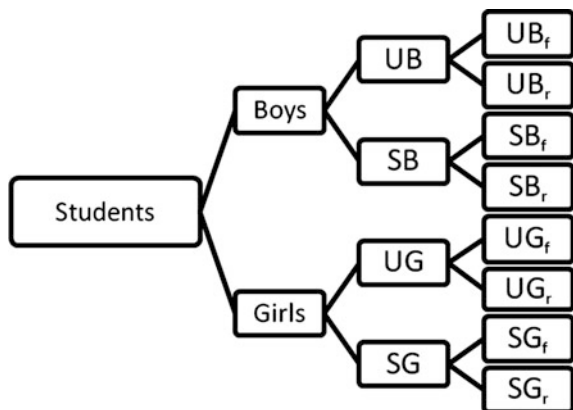 Students
Boys
Girls
UB
SB
UG
SG
UBf
UBr
SBf
SBr
UGf
UGr
SGf
SGr